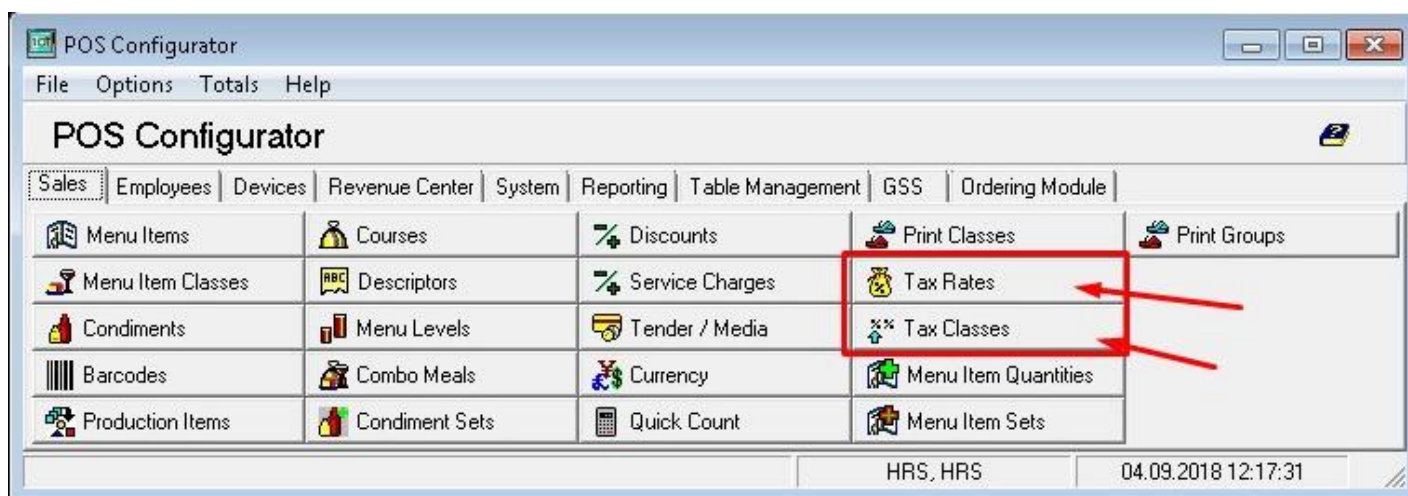 POS Configurator
File Options Totals Help
POS Configurator
Sales Employees Devices Revenue Center System Reporting Table Management GSS Ordering Module
Menu Items Courses Discounts Print Classes Print Groups
Menu Item Classes ABC Descriptors Service Charges Tax Rates
Condiments Menu Levels Tender / Media Tax Classes
Barcodes Combo Meals Currency Menu Item Quantities
Production Items Condiment Sets Quick Count Menu Item Sets
HRS, HRS 04.09.2018 12:17:31